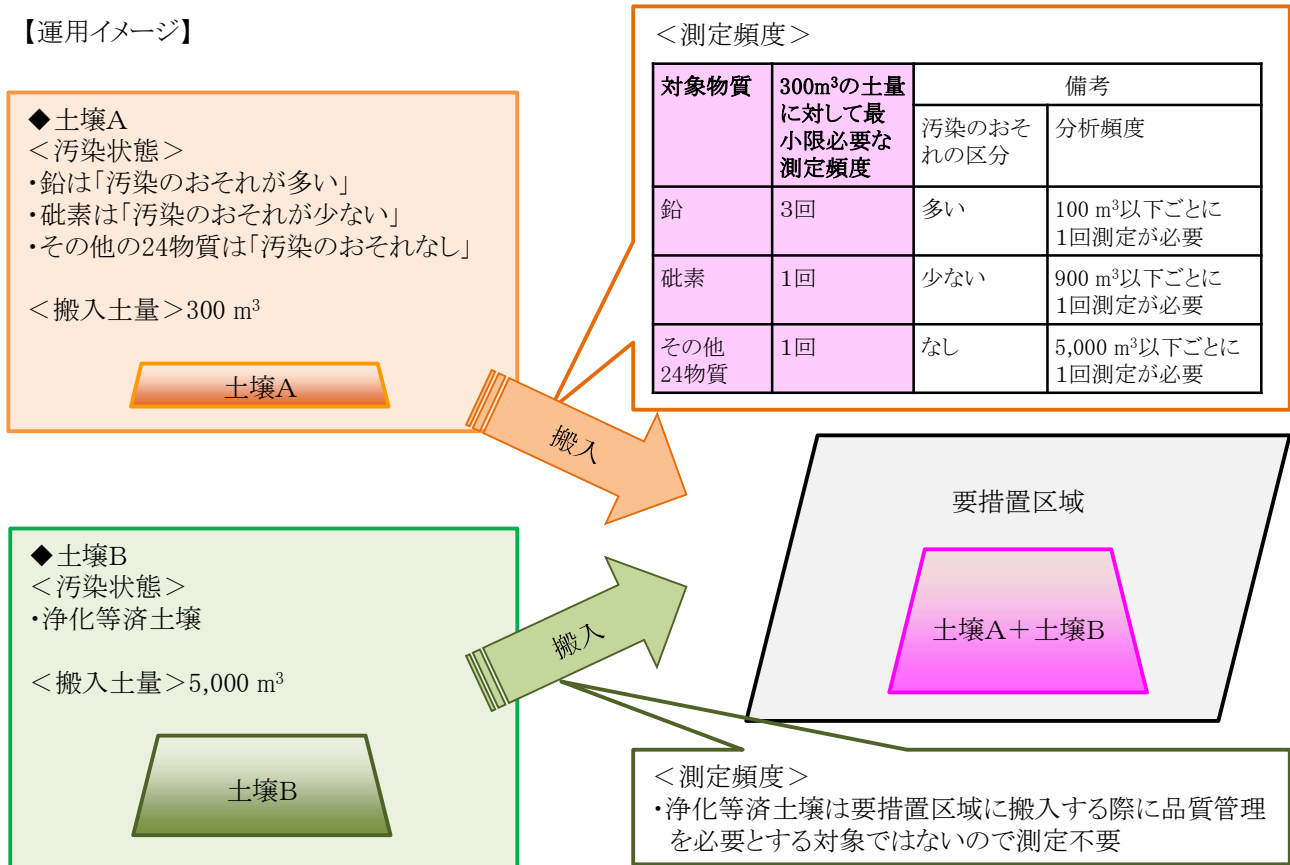 【運用イメージ】
◆土壌A
＜汚染状態＞
・鉛は「汚染のおそれが多い」
・砒素は「汚染のおそれが少ない」
・その他の24物質は「汚染のおそれなし」
＜搬入土量＞300 m³
土壌A
搬入
＜測定頻度＞
対象物質
300m³の土量
に対して最
小限必要な
測定頻度
備考
汚染のおそ
れの区分
分析頻度
鉛
3回
多い
100 m³以下ごとに
1回測定が必要
砒素
1回
少ない
900 m³以下ごとに
1回測定が必要
その他
24物質
1回
なし
5,000 m³以下ごとに
1回測定が必要
◆土壌B
＜汚染状態＞
・浄化等済土壌
＜搬入土量＞5,000 m³
土壌B
搬入
要措置区域
土壌A＋土壌B
＜測定頻度＞
・浄化等済土壌は要措置区域に搬入する際に品質管理
を必要とする対象ではないので測定不要